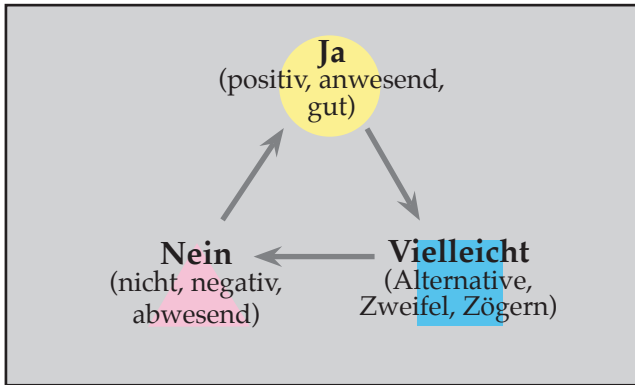 Ja
(positiv, anwesend,
gut)
Nein
(nicht, negativ,
abwesend)
Vielleicht
(Alternative,
Zweifel, Zögern)